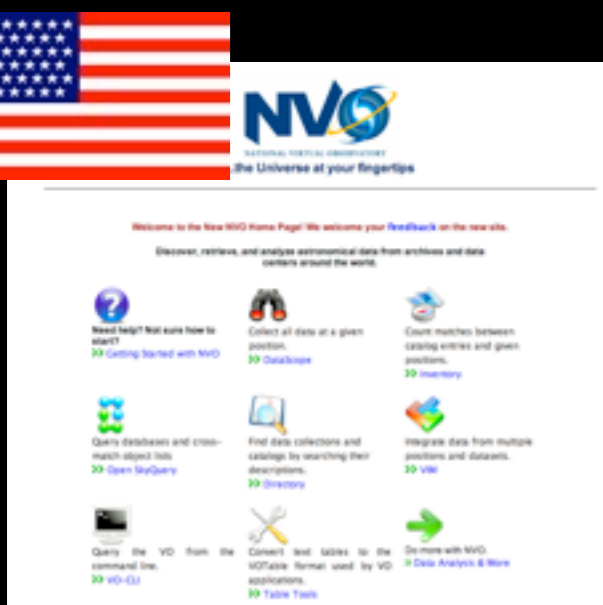 NVO
NATIONAL VIRTUAL OBSERVATORY
the Universe at your fingertips
Welcome to the New NVO Home Page! We welcome your feedback on the new site.
Discover, retrieve, and analyze astronomical data from archives and data
centers around the world.
Need help? Not sure how to
start?
Getting Started with NVO
Collect all data at a given
position.
DataScope
Count matches between
catalog entries and given
positions.
Inventory
Query databases and cross-
match object lists
Open SkyQuery
Find data collections and
catalogs by searching their
descriptions.
Directory
Integrate data from multiple
positions and datasets.
VIM
Query the VO from the
command line.
VO-CLI
Convert text tables to the
VOTable format used by VO
applications.
Table Tools
Do more with NVO.
Data Analysis & More